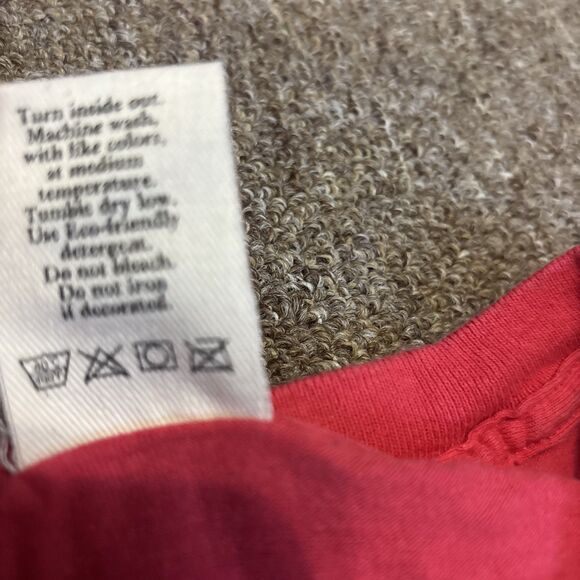 Turn inside out.
Machine wash,
with like colors,
at medium
temperature.
Tumble dry low.
Use Eco-friendly
detergeat.
Do not bleach.
Do not iron
if decorated.